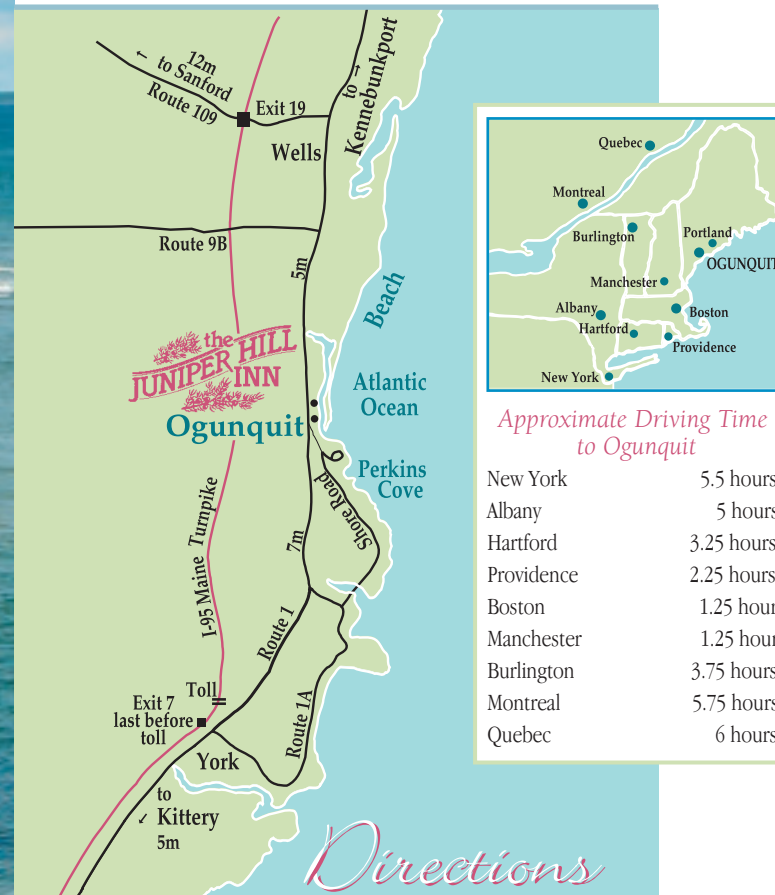 ← 12m
to Sanford
Route 109
Exit 19
to →
Kennebunkport
Wells
Route 9B
5m
Beach
the
JUNIPER HILL
INN
Ogunquit
Atlantic
Ocean
Perkins
Cove
Shore Road
7m
I-95 Maine Turnpike
Route 1
Route 1A
Toll
Exit 7
last before
toll
York
to
← Kittery
5m
Directions
Quebec
Montreal
Burlington
Portland
OGUNQUIT
Manchester
Albany
Boston
Hartford
Providence
New York
Approximate Driving Time
to Ogunquit
New York 5.5 hours
Albany 5 hours
Hartford 3.25 hours
Providence 2.25 hours
Boston 1.25 hour
Manchester 1.25 hour
Burlington 3.75 hours
Montreal 5.75 hours
Quebec 6 hours